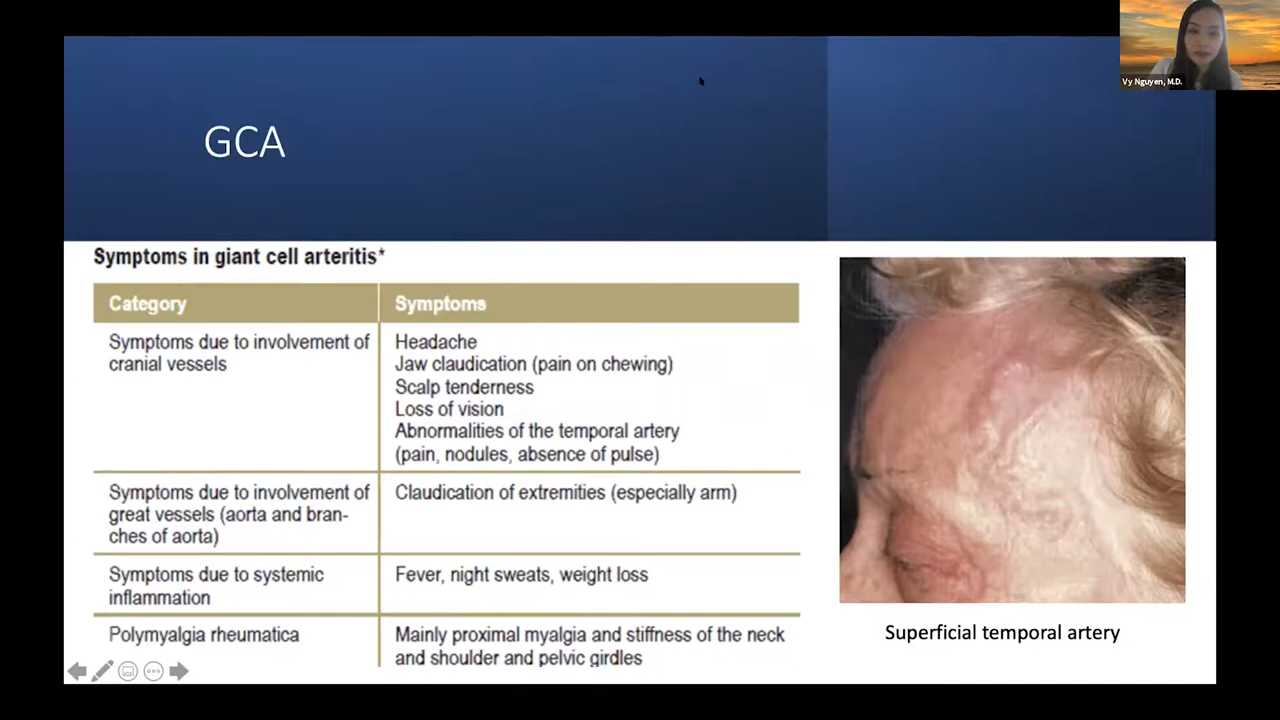 Vy Nguyen, M.D.
GCA
Symptoms in giant cell arteritis*
Category
Symptoms
Symptoms due to involvement of
cranial vessels
Headache
Jaw claudication (pain on chewing)
Scalp tenderness
Loss of vision
Abnormalities of the temporal artery
(pain, nodules, absence of pulse)
Symptoms due to involvement of
great vessels (aorta and bran-
ches of aorta)
Claudication of extremities (especially arm)
Symptoms due to systemic
inflammation
Fever, night sweats, weight loss
Polymyalgia rheumatica
Mainly proximal myalgia and stiffness of the neck
and shoulder and pelvic girdles
Superficial temporal artery